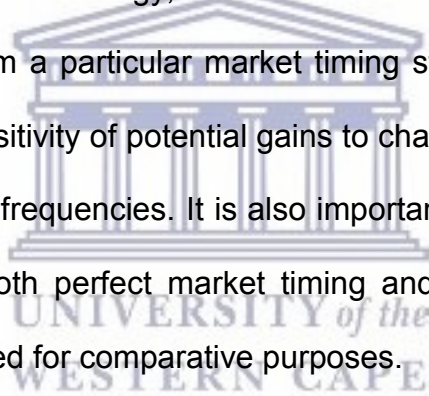 m a particular market timing s
sitivity of potential gains to cha
frequencies. It is also importan
oth perfect market timing and
UNIVERSITY of the
ed for comparative purposes.
WESTERN CAPE